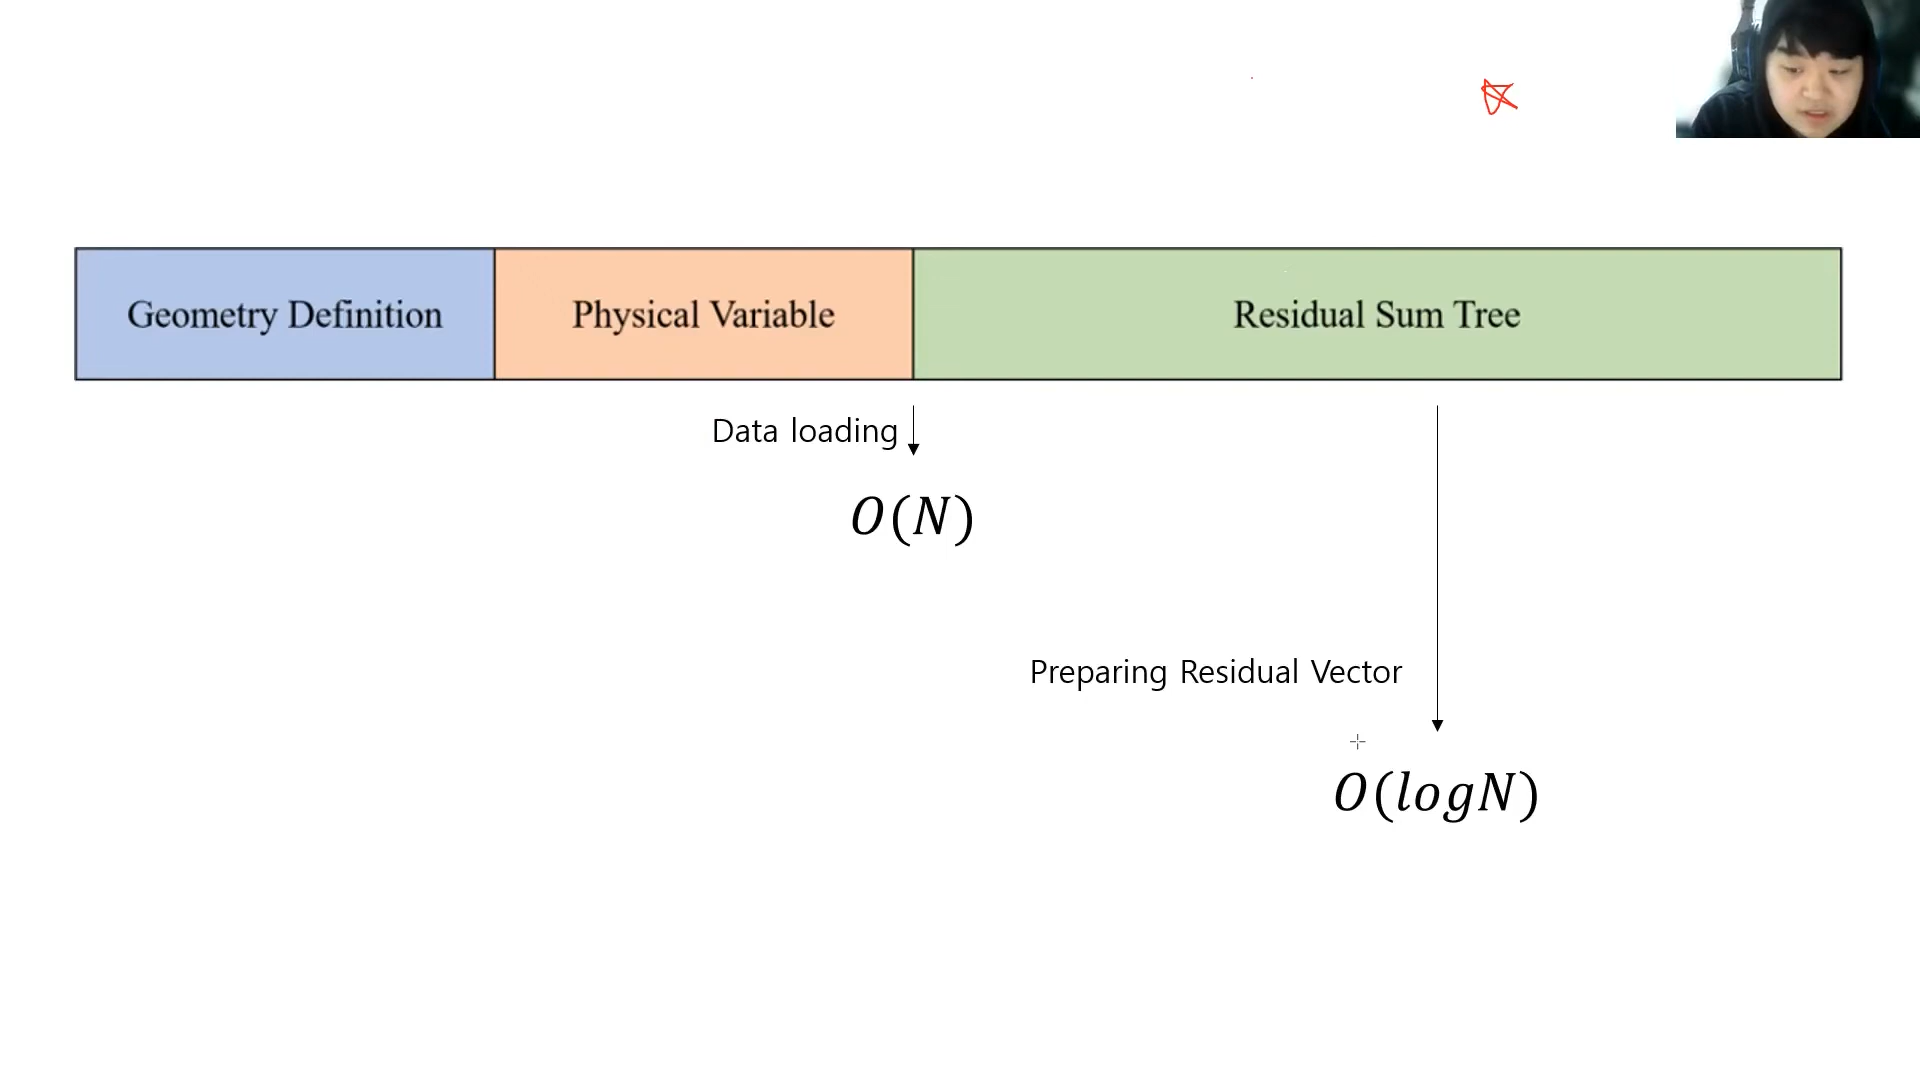 Geometry Definition
Physical Variable
Residual Sum Tree
Data loading
O(N)
Preparing Residual Vector
O(logN)